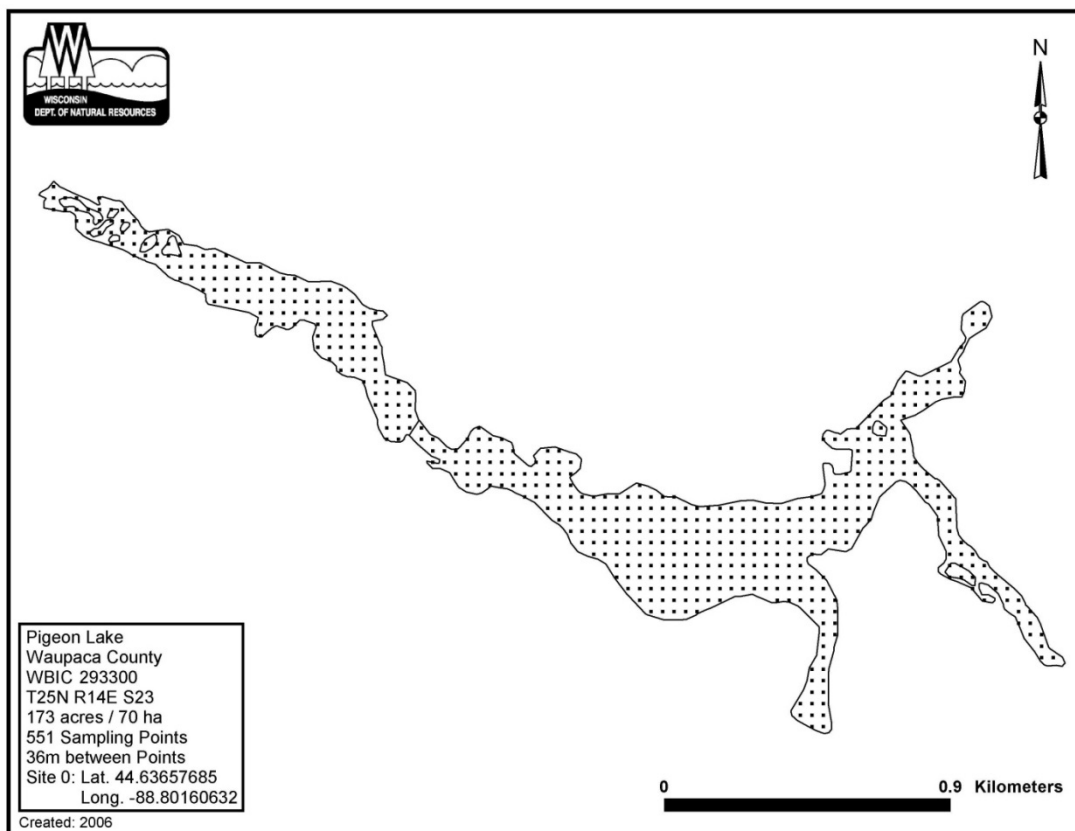 WISCONSIN
DEPT. OF NATURAL RESOURCES
N
Pigeon Lake
Waupaca County
WBIC 293300
T25N R14E S23
173 acres / 70 ha
551 Sampling Points
36m between Points
Site 0: Lat. 44.63657685
Long. -88.80160632
Created: 2006
0 0.9 Kilometers